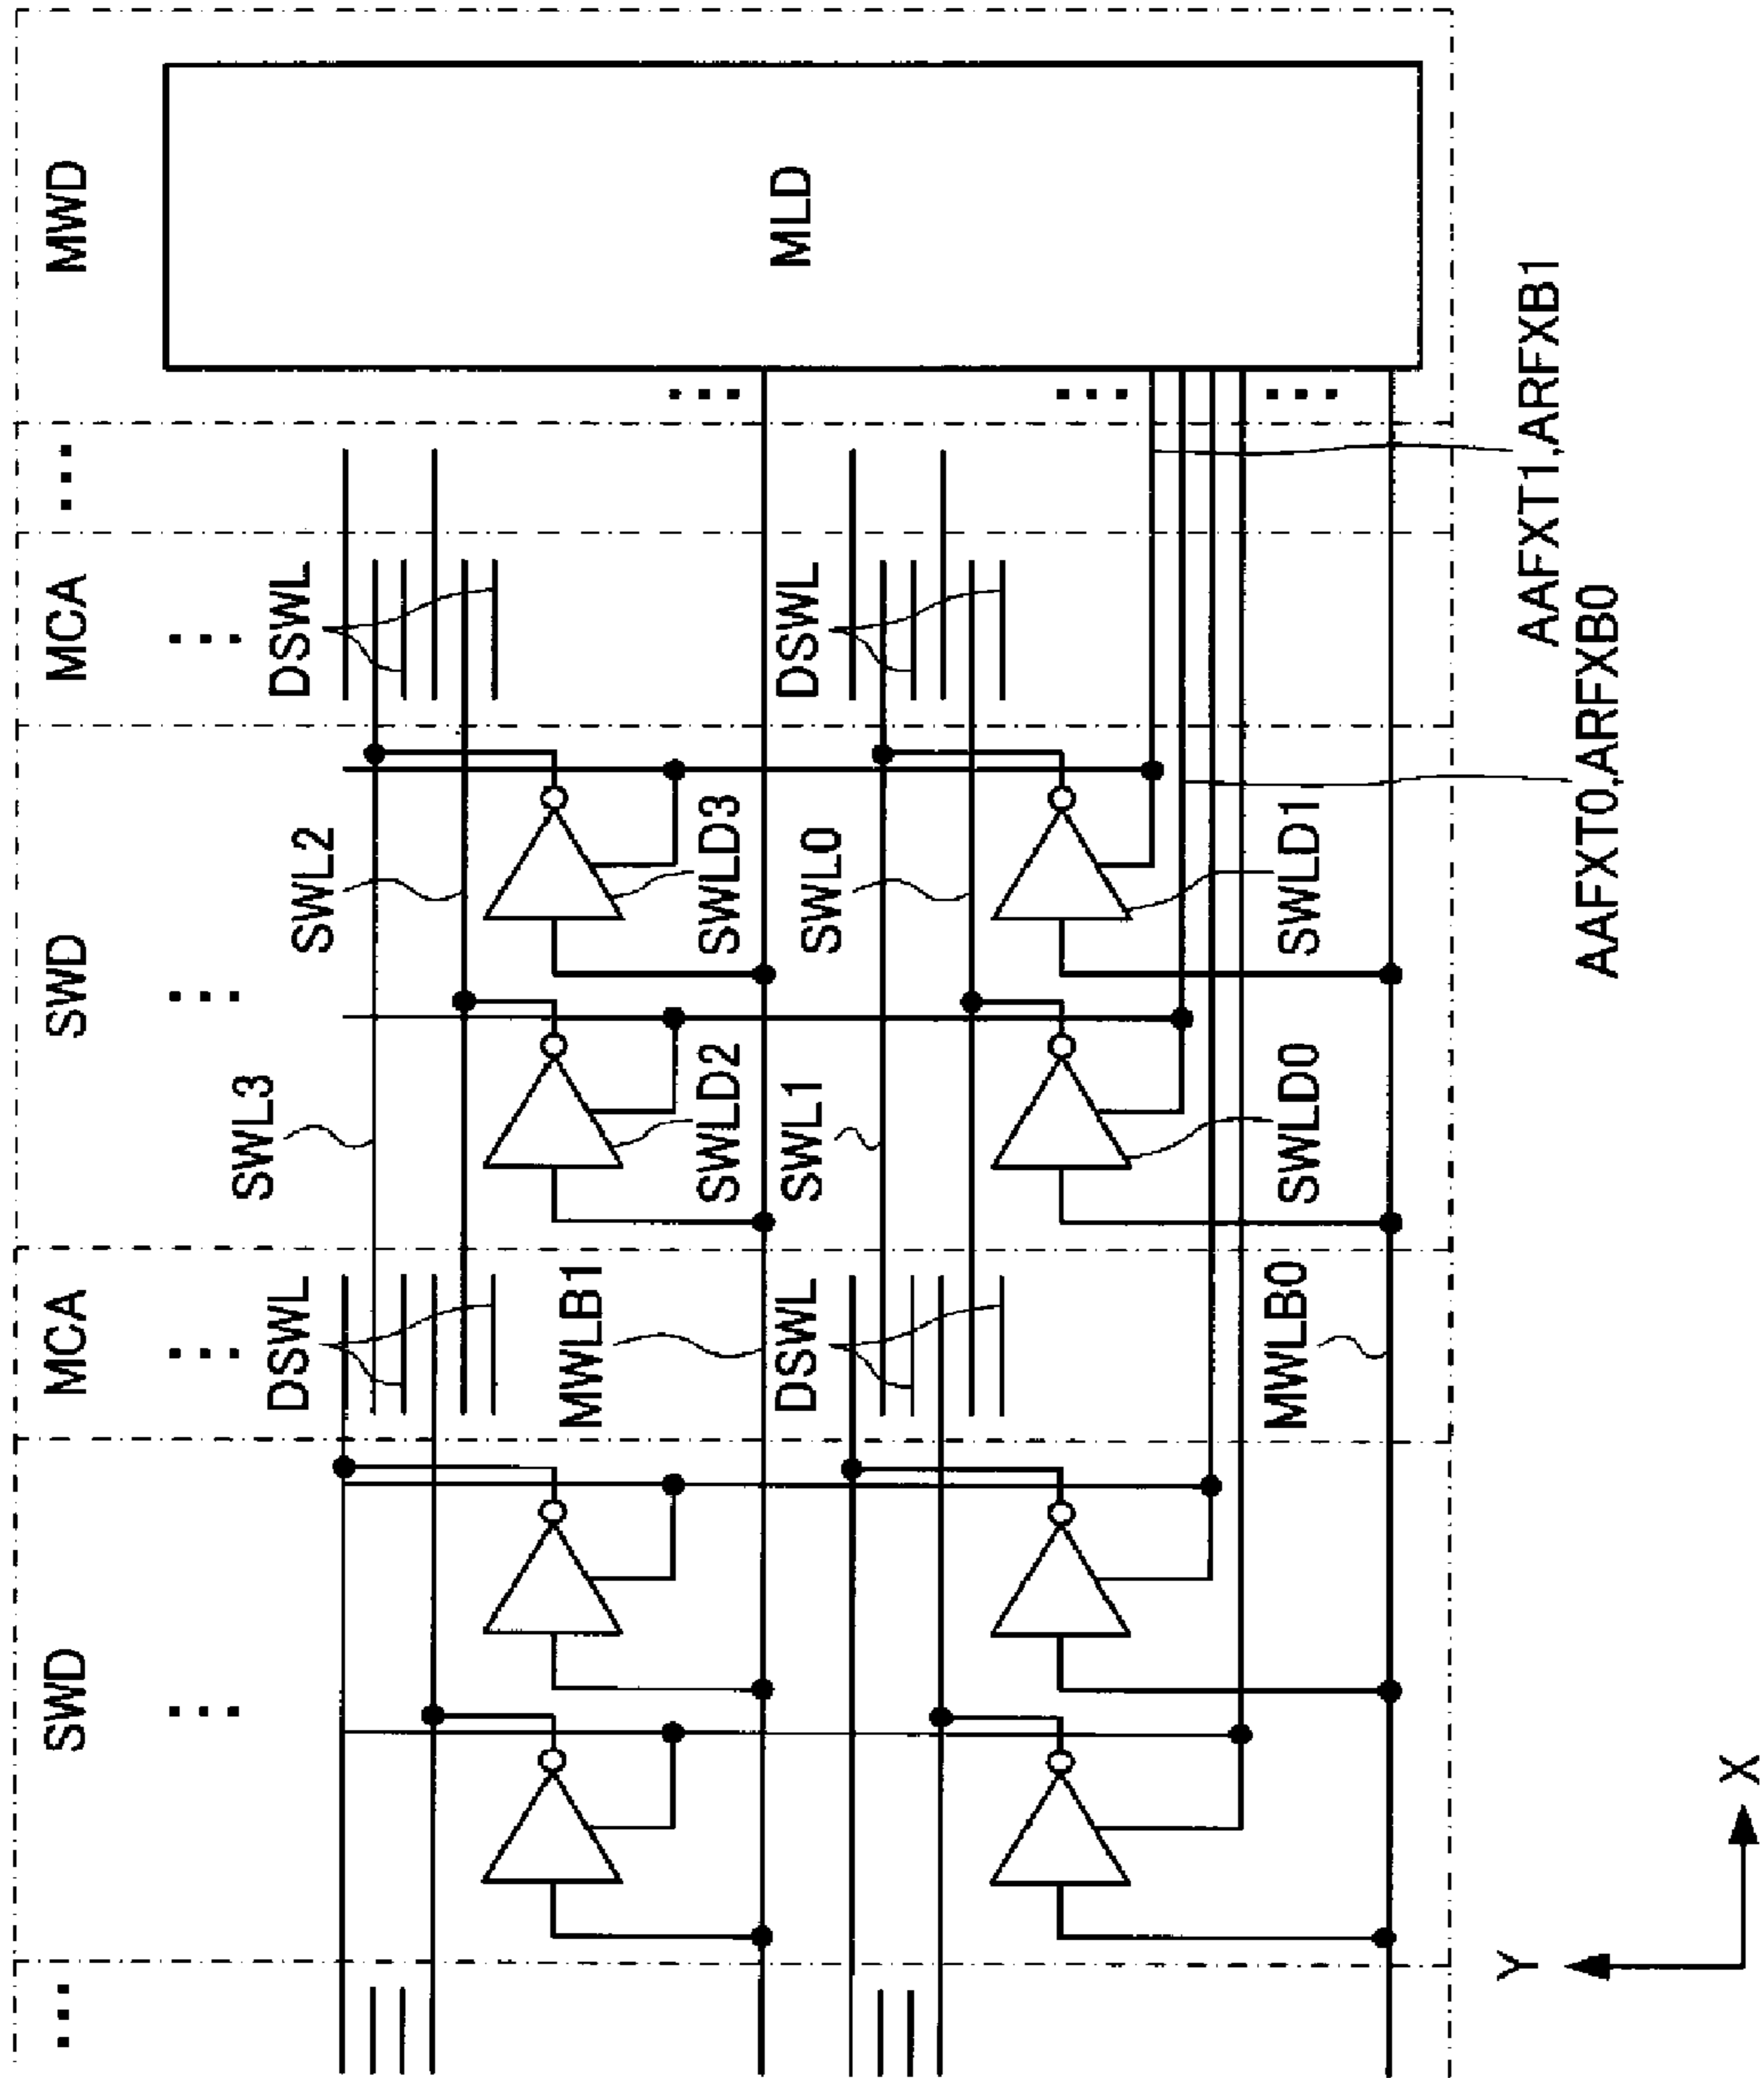 SWD
MCA
SWD
MCA
MWD
SWL3
DSWL
DSWL
SWL2
MWLB1
SWLD2
SWLD3
DSWL
SWL1
SWL0
DSWL
MLD
MWLB0
SWLD0
SWLD1
AAFXT1,ARFXB1
AAFXT0,ARFXB0
Y
X